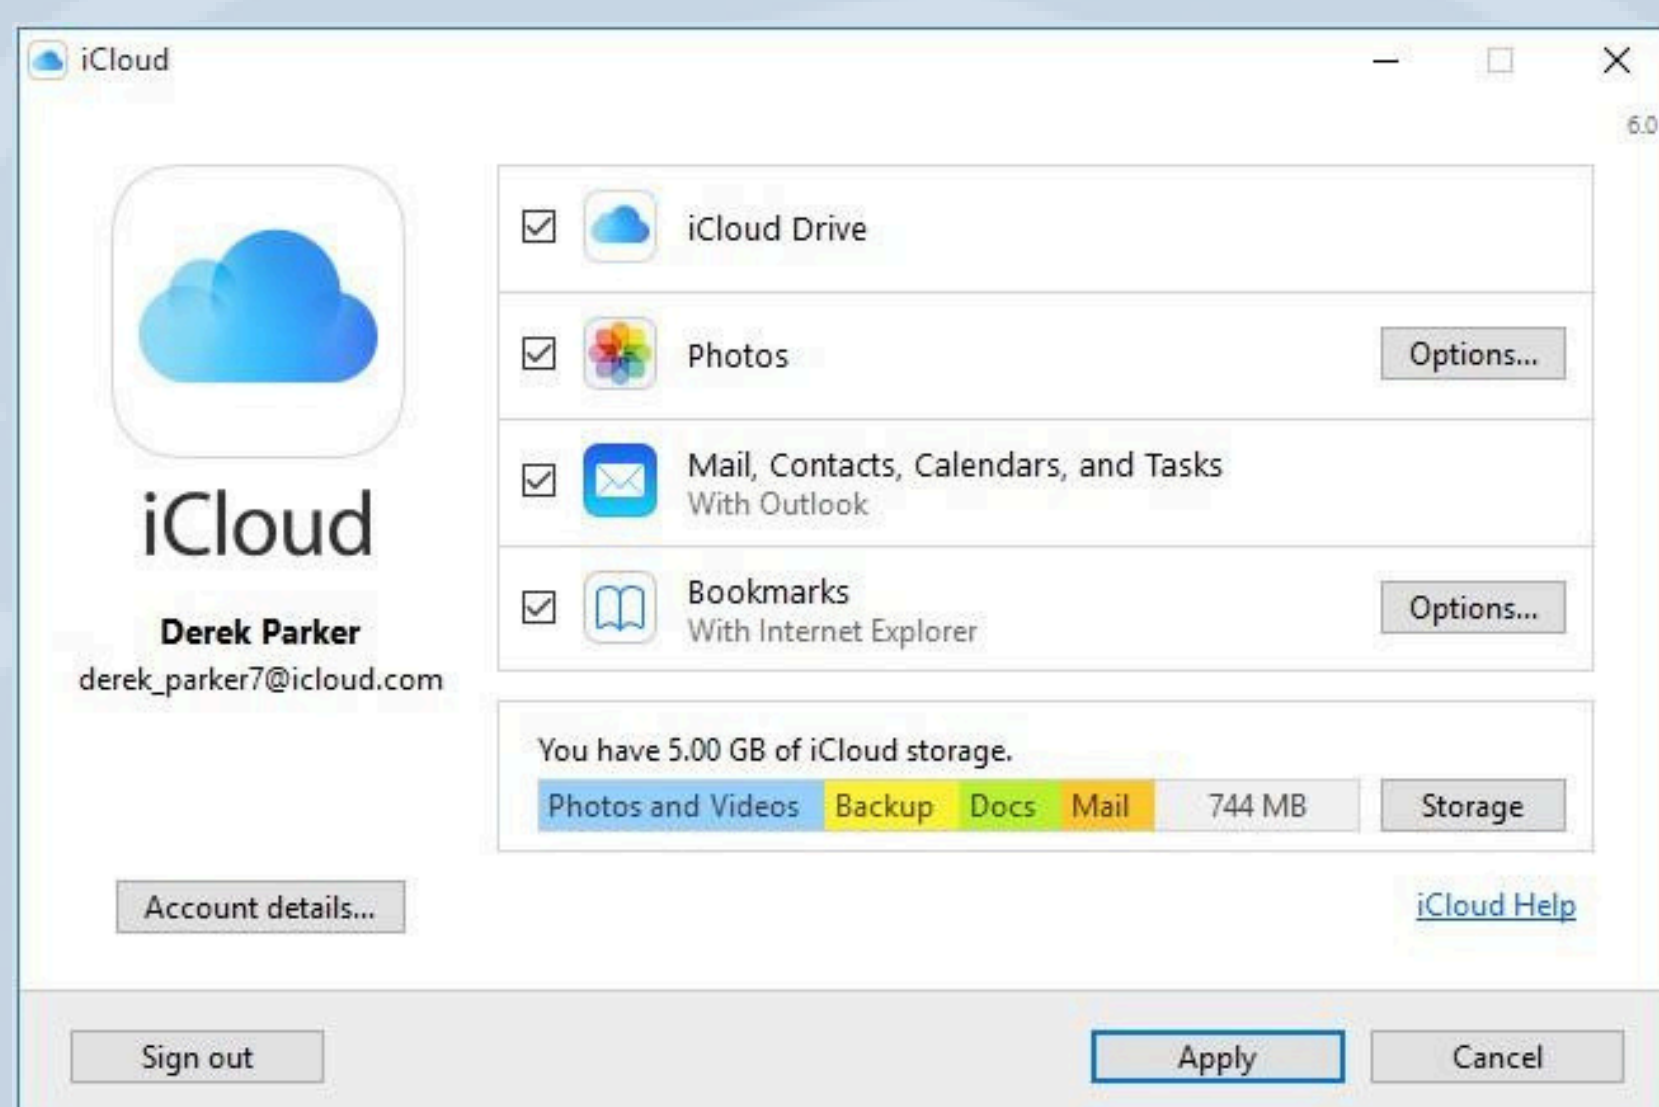 iCloud
6.0
iCloud Drive
Photos
Options...
Mail, Contacts, Calendars, and Tasks
With Outlook
Bookmarks
With Internet Explorer
Options...
iCloud
Derek Parker
derek_parker7@icloud.com
You have 5.00 GB of iCloud storage.
Photos and Videos Backup Docs Mail 744 MB Storage
Account details...
iCloud Help
Sign out Apply Cancel